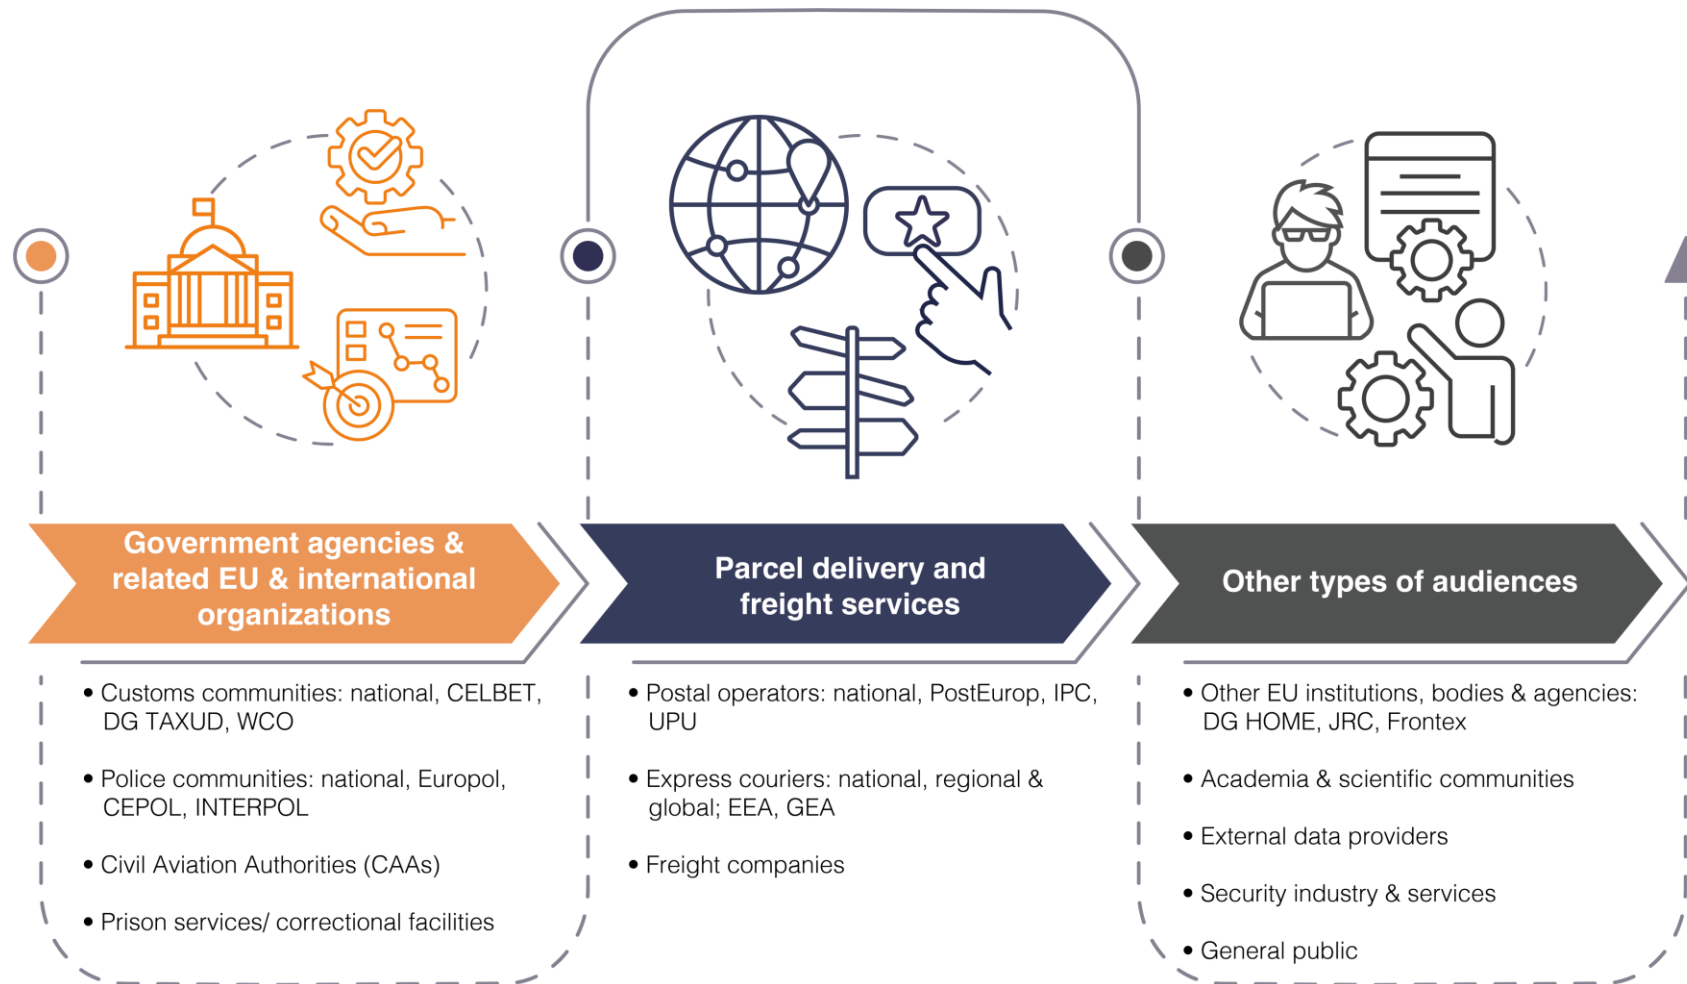 Government agencies &
related EU & international
organizations
• Customs communities: national, CELBET,
DG TAXUD, WCO
• Police communities: national, Europol,
CEPOL, INTERPOL
• Civil Aviation Authorities (CAAs)
• Prison services/ correctional facilities
Parcel delivery and
freight services
• Postal operators: national, PostEurop, IPC,
UPU
• Express couriers: national, regional &
global; EEA, GEA
• Freight companies
Other types of audiences
• Other EU institutions, bodies & agencies:
DG HOME, JRC, Frontex
• Academia & scientific communities
• External data providers
• Security industry & services
• General public